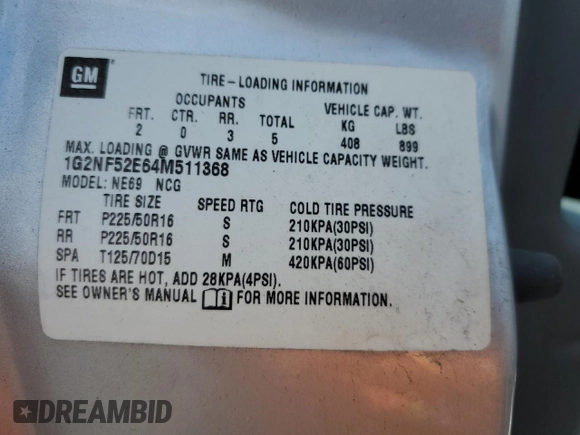 GM
TIRE-LOADING INFORMATION
OCCUPANTS VEHICLE CAP. WT.
FRT. CTR. RR. TOTAL KG LBS
2 0 3 5 408 899
MAX. LOADING @ GVWR SAME AS VEHICLE CAPACITY WEIGHT.
1G2NF52E64M511368
MODEL: NE69 NCG
TIRE SIZE SPEED RTG COLD TIRE PRESSURE
FRT P225/50R16 S 210KPA(30PSI)
RR P225/50R16 S 210KPA(30PSI)
SPA T125/70D15 M 420KPA(60PSI)
IF TIRES ARE HOT, ADD 28KPA(4PSI).
SEE OWNER'S MANUAL i FOR MORE INFORMATION.
DREAMBID